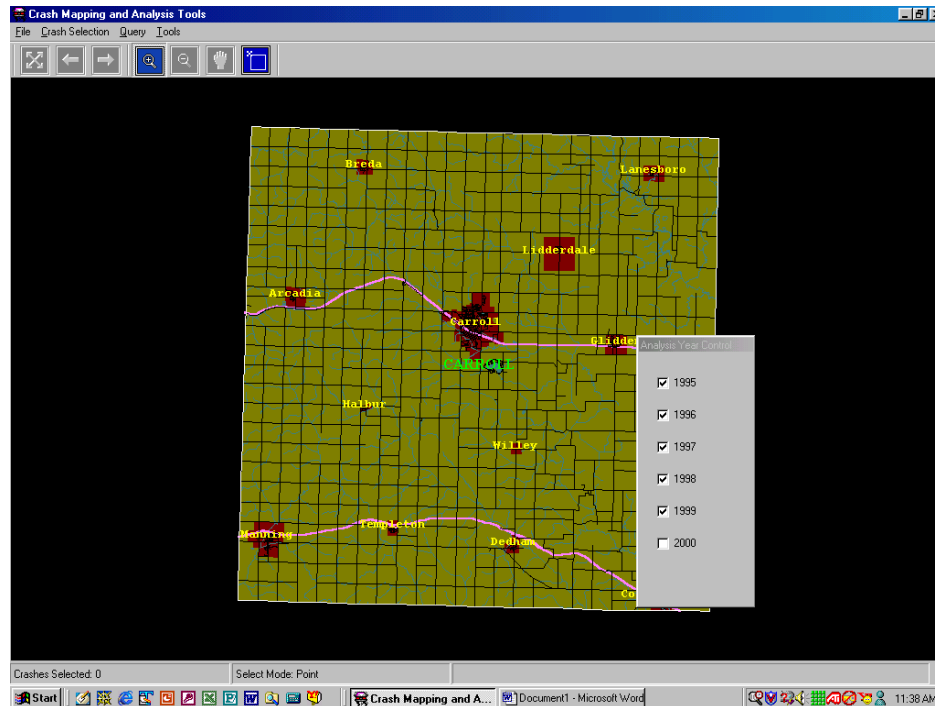 Crash Mapping and Analysis Tools
File Crash Selection Query Tools
Breda
Lanesboro
Lidderdale
Arcadia
Carroll
Glidde
Analysis Year Control
CARROLL
1995
Halbur
1996
Willey
1997
1998
1999
Templeton
Manning
Dedham
2000
Co
Crashes Selected: 0
Select Mode: Point
Start
Crash Mapping and A...
Document1 - Microsoft Word
11:38 AM